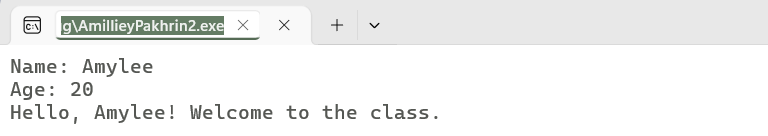 g\AmillieyPakhrin2.exe
Name: Amylee
Age: 20
Hello, Amylee! Welcome to the class.